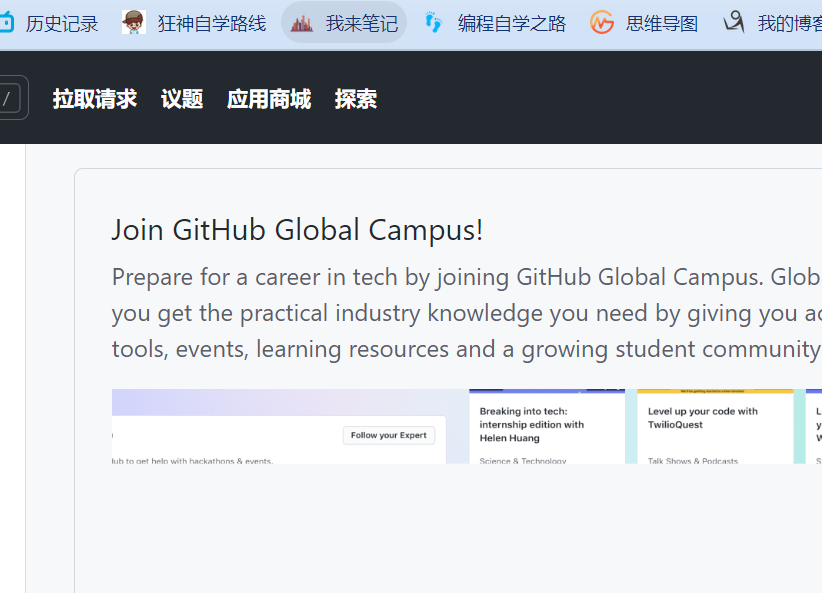 历史记录 狂神自学路线 我来笔记 编程自学之路 思维导图 我的博客
/ 拉取请求 议题 应用商城 探索
Join GitHub Global Campus!
Prepare for a career in tech by joining GitHub Global Campus. Glob
you get the practical industry knowledge you need by giving you ac
tools, events, learning resources and a growing student community
Follow your Expert
lub to get help with hackathons & events.
Breaking into tech:
internship edition with
Helen Huang
Science & Technology
Level up your code with
TwilioQuest
Talk Shows & Podcasts